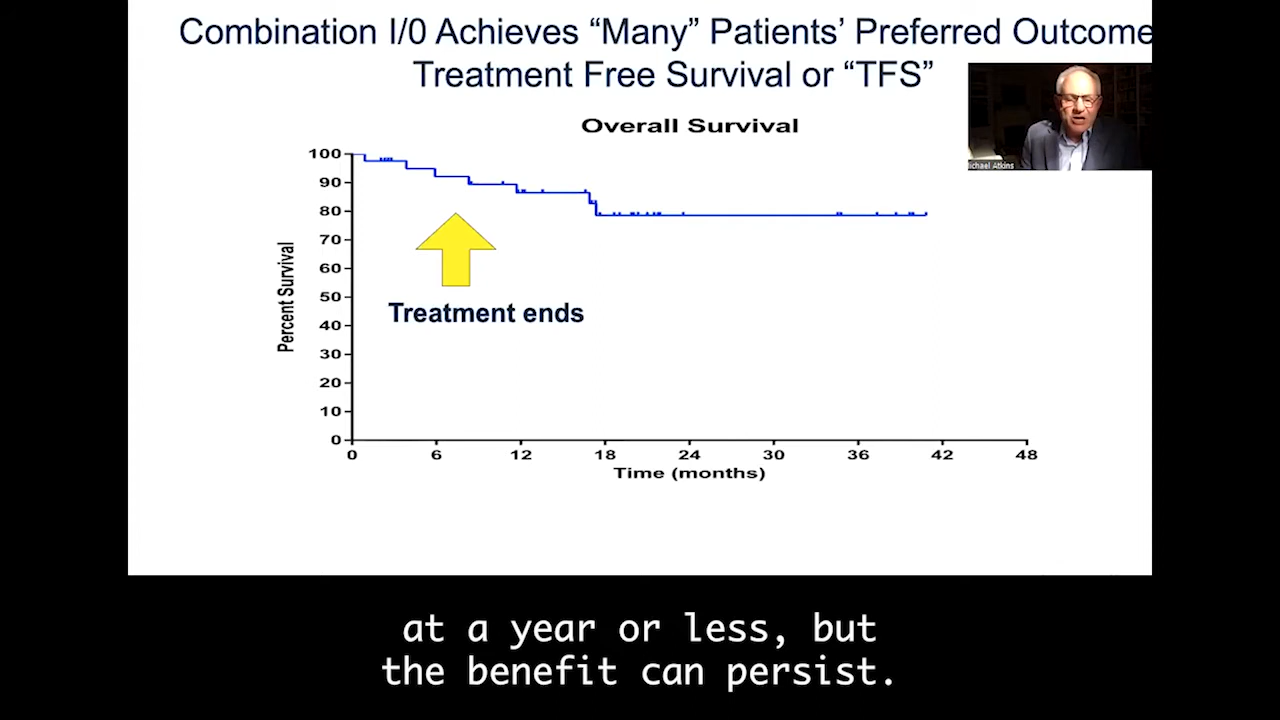 Combination I/0 Achieves “Many” Patients’ Preferred Outcome
Treatment Free Survival or “TFS”
Michael Atkins
Overall Survival
100
90
80
70
60
50
40
30
20
10
0
Percent Survival
Treatment ends
0 6 12 18 24 30 36 42 48
Time (months)
at a year or less, but
the benefit can persist.